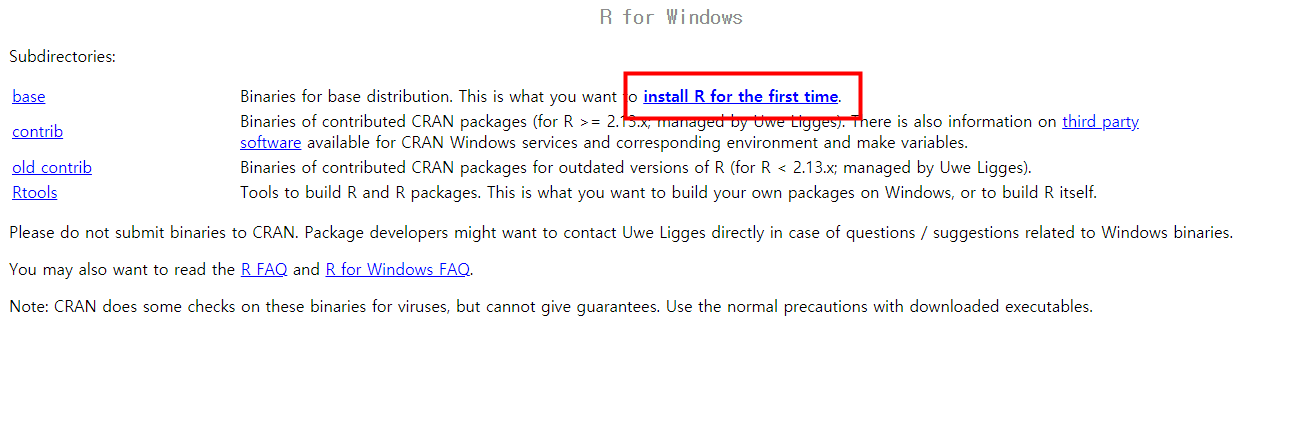 R for Windows
Subdirectories:
base Binaries for base distribution. This is what you want to install R for the first time.
contrib Binaries of contributed CRAN packages (for R >= 2.13.x; managed by Uwe Ligges). There is also information on third party
software available for CRAN Windows services and corresponding environment and make variables.
old contrib Binaries of contributed CRAN packages for outdated versions of R (for R < 2.13.x; managed by Uwe Ligges).
Rtools Tools to build R and R packages. This is what you want to build your own packages on Windows, or to build R itself.
Please do not submit binaries to CRAN. Package developers might want to contact Uwe Ligges directly in case of questions / suggestions related to Windows binaries.
You may also want to read the R FAQ and R for Windows FAQ.
Note: CRAN does some checks on these binaries for viruses, but cannot give guarantees. Use the normal precautions with downloaded executables.